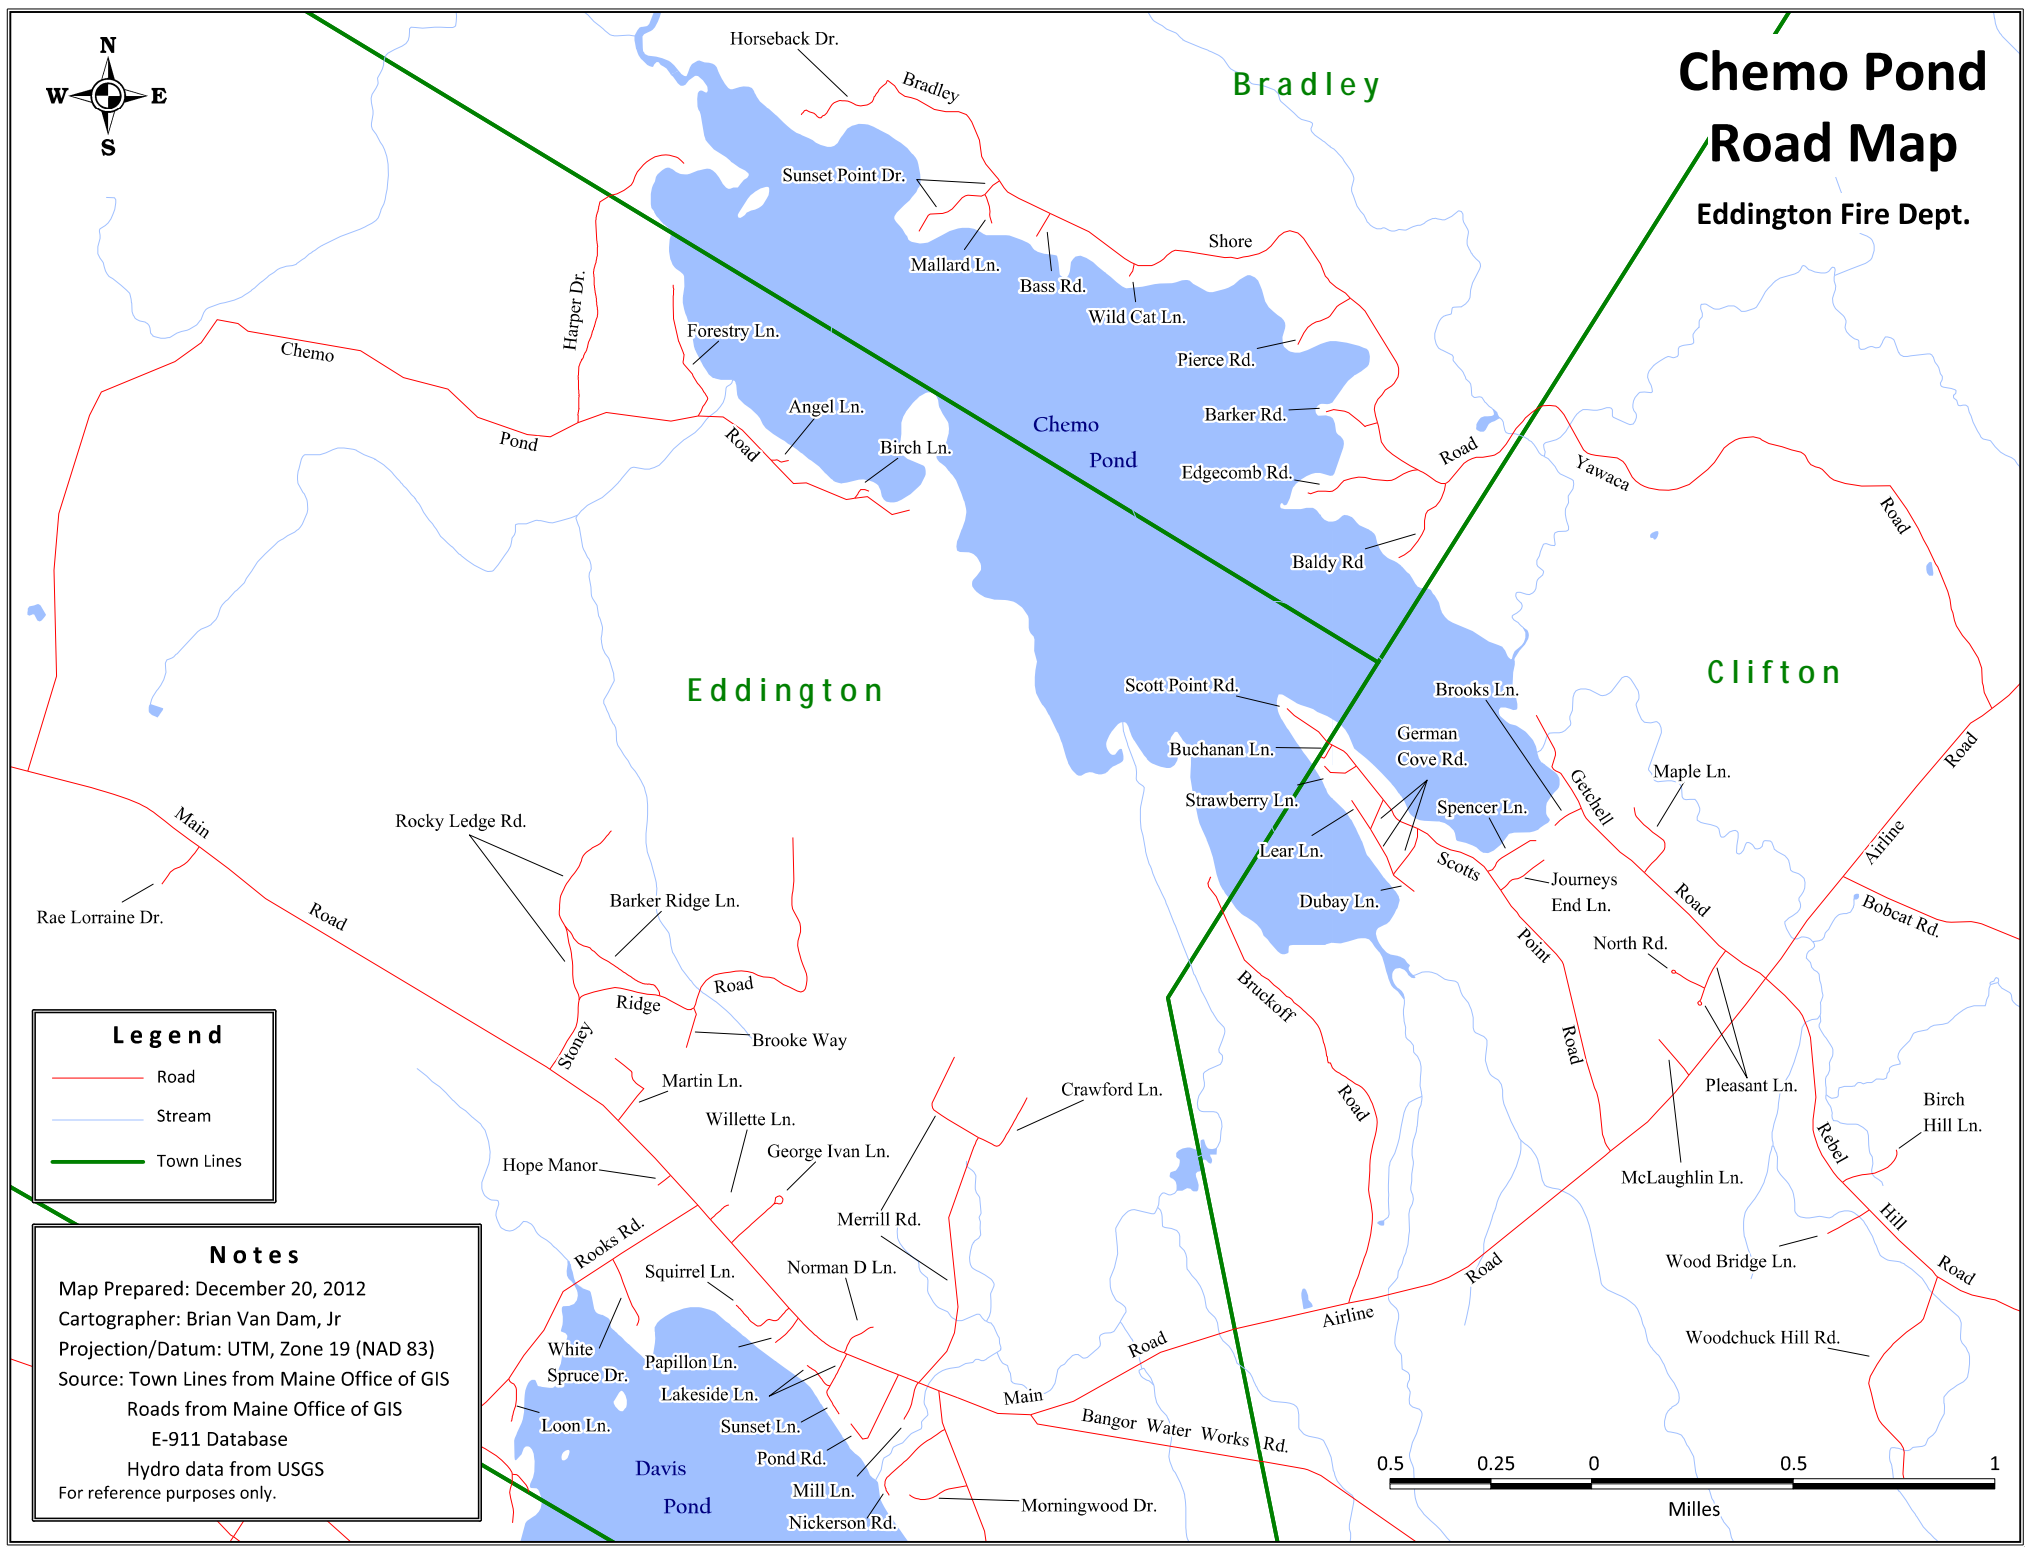 Chemo Pond
Road Map
Eddington Fire Dept.
N
W E
S
Horseback Dr.
Bradley
Bradley
Sunset Point Dr.
Mallard Ln.
Bass Rd.
Shore
Wild Cat Ln.
Harper Dr.
Forestry Ln.
Chemo
Pierce Rd.
Angel Ln.
Barker Rd.
Chemo
Pond
Pond
Road
Birch Ln.
Edgecomb Rd.
Road
Yawaca
Road
Baldy Rd
Eddington
Clifton
Scott Point Rd.
Brooks Ln.
German
Cove Rd.
Buchanan Ln.
Strawberry Ln.
Spencer Ln.
Getchell
Maple Ln.
Road
Airline
Main
Rocky Ledge Rd.
Lear Ln.
Scotts
Journeys
End Ln.
Road
Dubay Ln.
Bobcat Rd.
Rae Lorraine Dr.
Road
Barker Ridge Ln.
Point
North Rd.
Ridge
Road
Bruckoff
Stoney
Brooke Way
Road
Martin Ln.
Crawford Ln.
Road
Pleasant Ln.
Birch
Hill Ln.
Willette Ln.
George Ivan Ln.
Hope Manor
Rebel
McLaughlin Ln.
Merrill Rd.
Rooks Rd.
Hill
Squirrel Ln.
Norman D Ln.
Road
Wood Bridge Ln.
Road
Airline
Road
White
Spruce Dr.
Papillon Ln.
Woodchuck Hill Rd.
Lakeside Ln.
Main
Loon Ln.
Sunset Ln.
Bangor Water Works Rd.
Pond Rd.
Davis
Pond
Mill Ln.
Morningwood Dr.
Nickerson Rd.
Legend
Road
Stream
Town Lines
Notes
Map Prepared: December 20, 2012
Cartographer: Brian Van Dam, Jr
Projection/Datum: UTM, Zone 19 (NAD 83)
Source: Town Lines from Maine Office of GIS
Roads from Maine Office of GIS
E-911 Database
Hydro data from USGS
For reference purposes only.
0.5 0.25 0 0.5 1
Milles